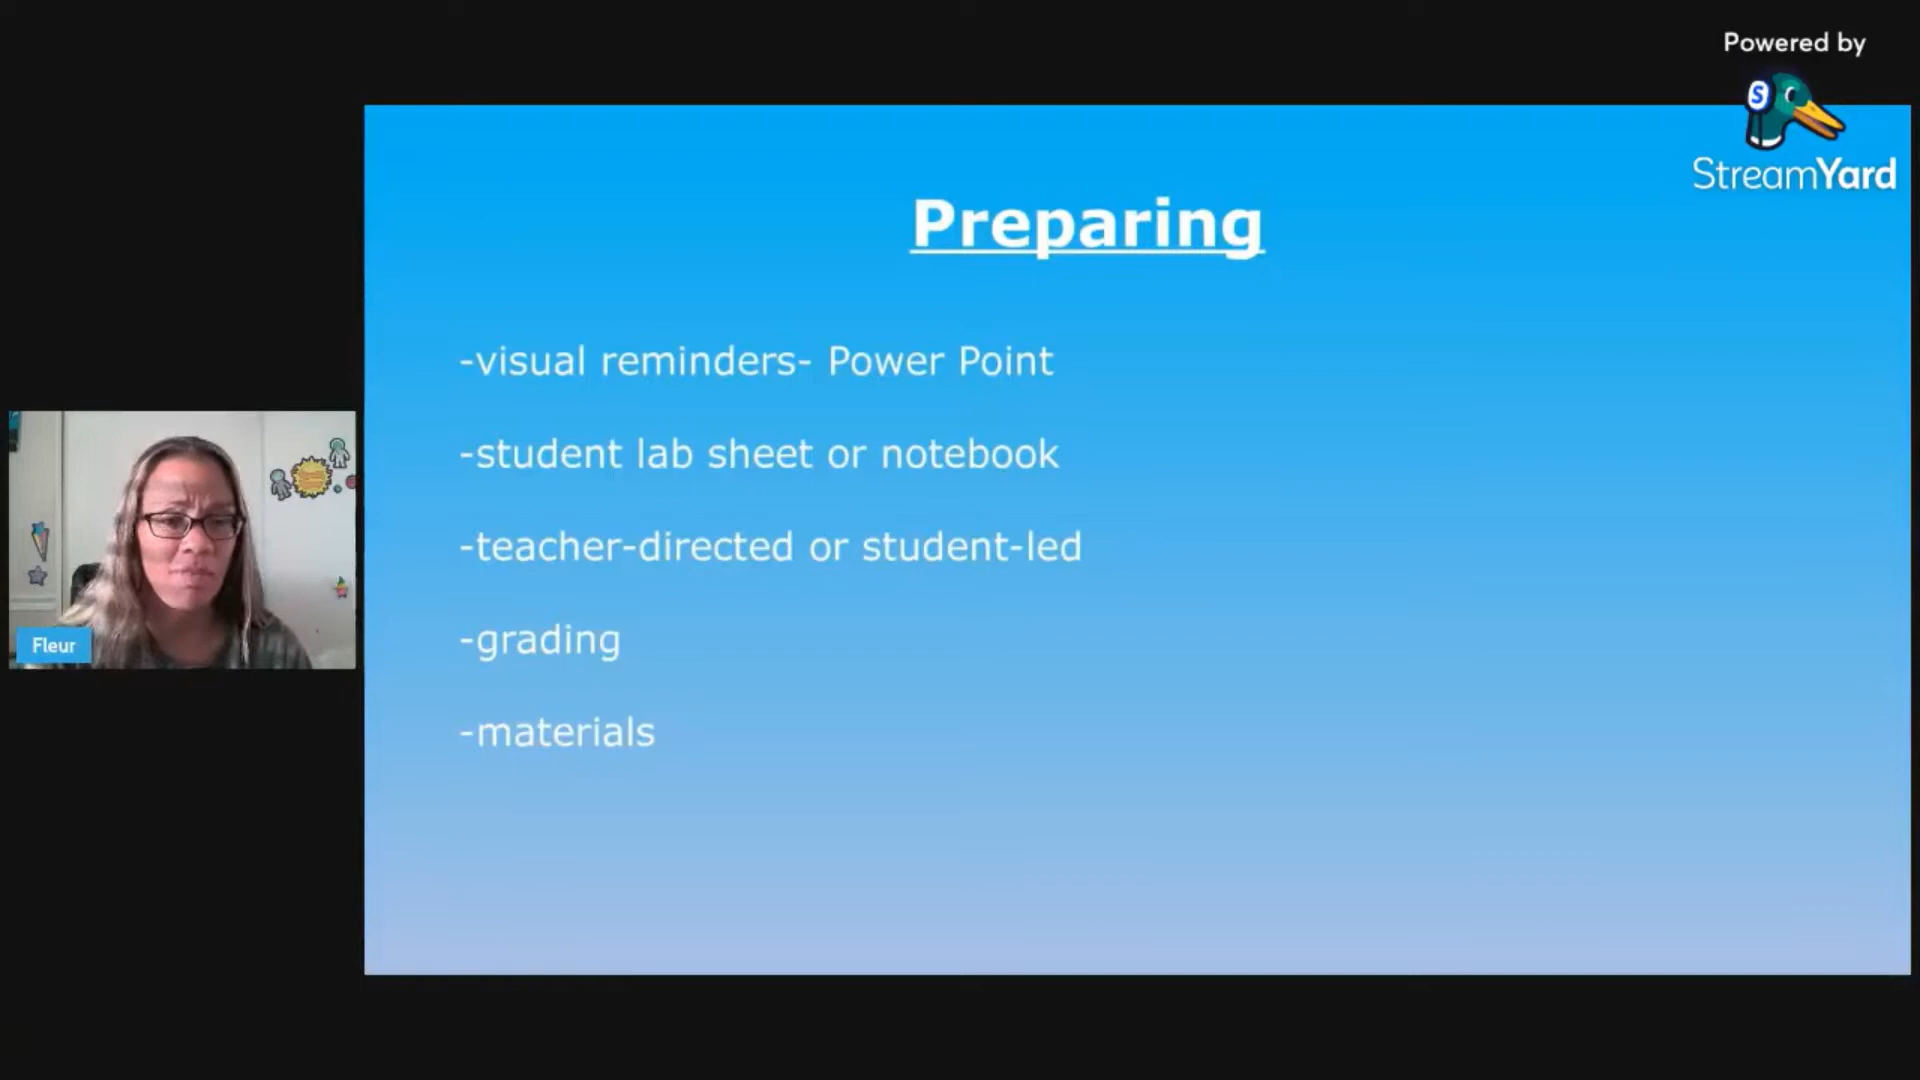 Powered by
S
StreamYard
Preparing
-visual reminders- Power Point
-student lab sheet or notebook
-teacher-directed or student-led
-grading
-materials
Fleur